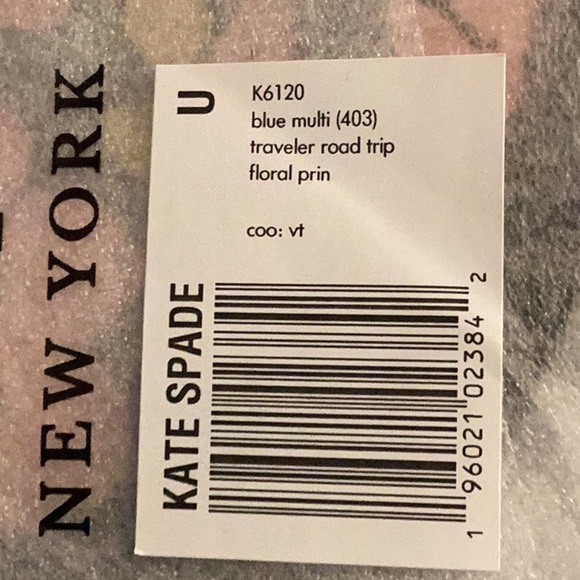 NEW YORK
U
K6120
blue multi (403)
traveler road trip
floral prin
coo: vt
KATE SPADE
1 96021 02384 2